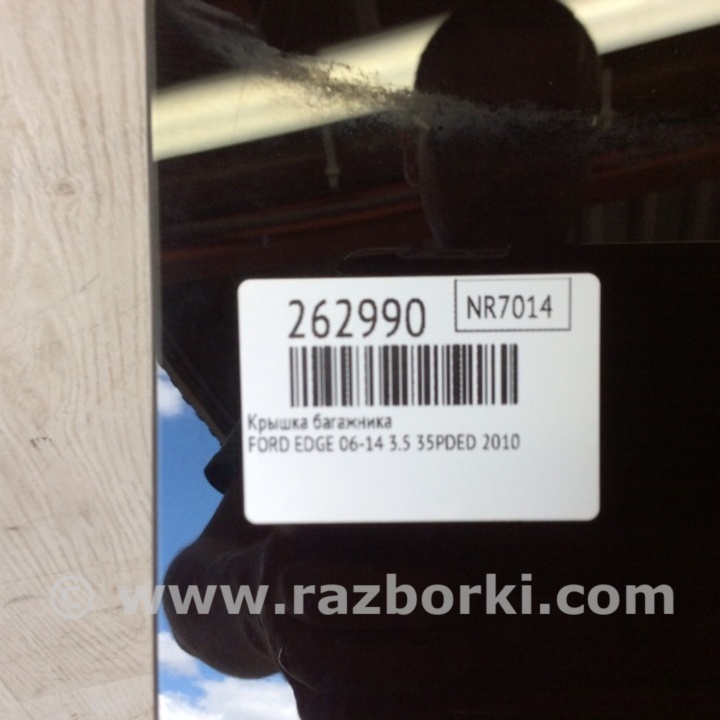 262990
NR7014
Крышка багажника
FORD EDGE 06-14 3.5 35PDED 2010
© www.razborki.com